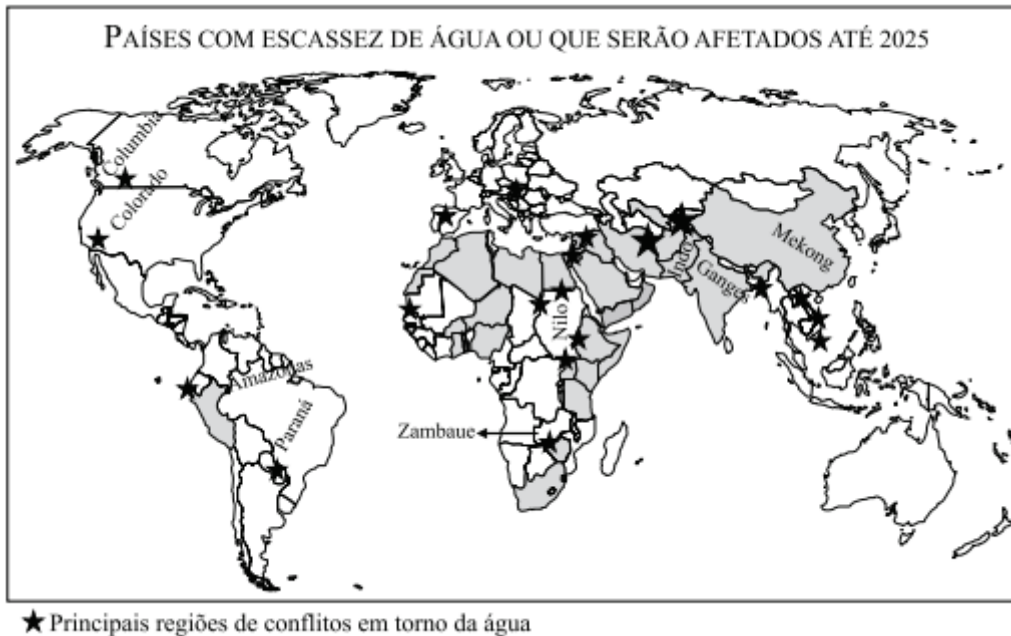 PAÍSES COM ESCASSEZ DE ÁGUA OU QUE SERÃO AFETADOS ATÉ 2025
Columbia
Colorado
Mekong
Indo
Ganges
Nilo
Amazonas
Paraná
Zambaue
★ Principais regiões de conflitos em torno da água